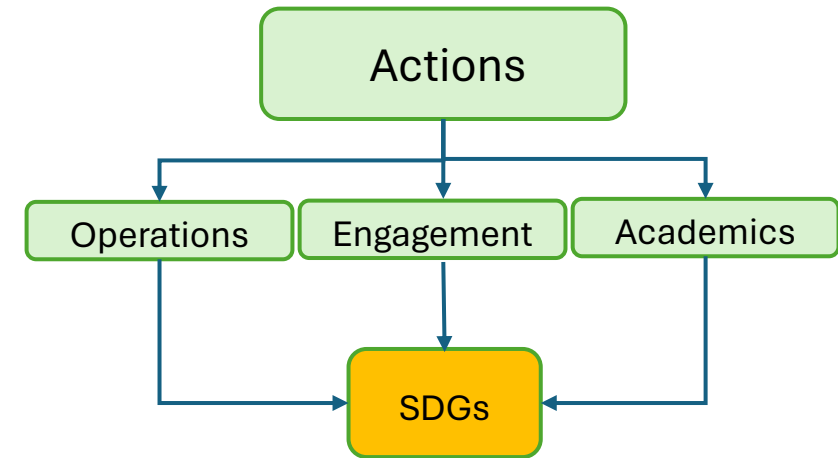 Actions
Operations
Engagement
Academics
SDGs